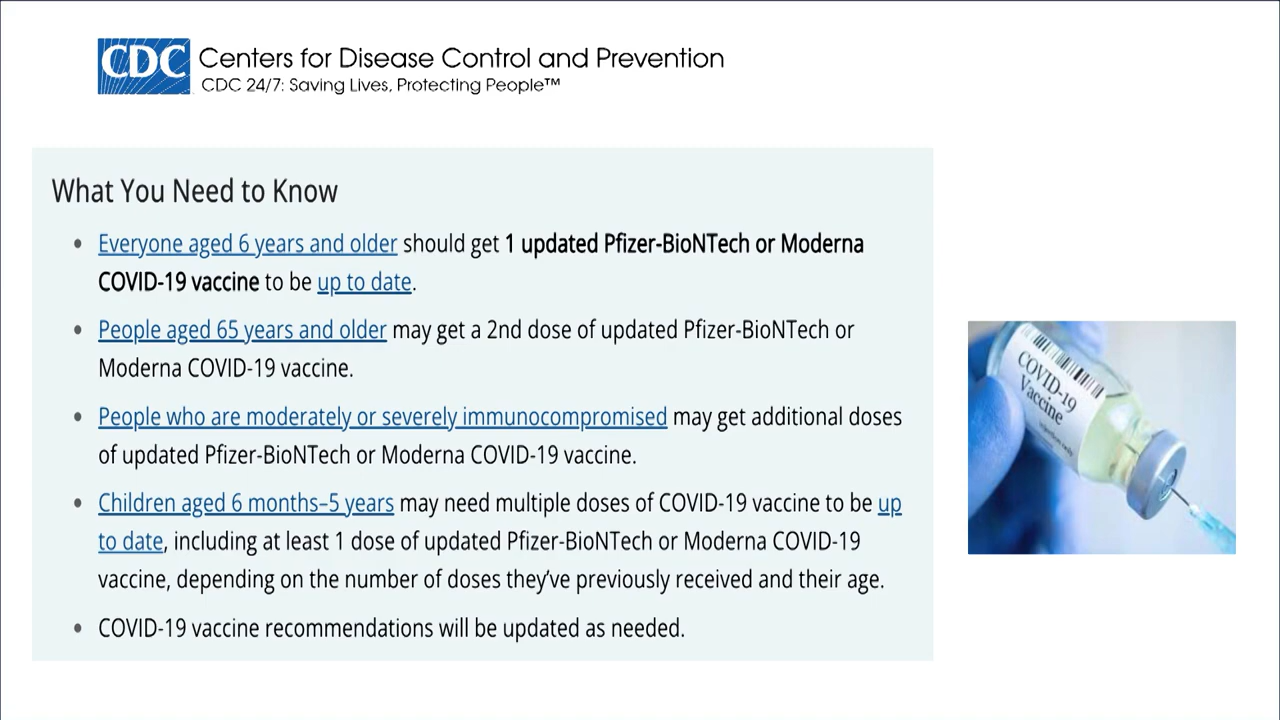 CDC Centers for Disease Control and Prevention
CDC 24/7: Saving Lives, Protecting People™
What You Need to Know
• Everyone aged 6 years and older should get 1 updated Pfizer-BioNTech or Moderna
COVID-19 vaccine to be up to date.
• People aged 65 years and older may get a 2nd dose of updated Pfizer-BioNTech or
Moderna COVID-19 vaccine.
• People who are moderately or severely immunocompromised may get additional doses
of updated Pfizer-BioNTech or Moderna COVID-19 vaccine.
• Children aged 6 months–5 years may need multiple doses of COVID-19 vaccine to be up
to date, including at least 1 dose of updated Pfizer-BioNTech or Moderna COVID-19
vaccine, depending on the number of doses they’ve previously received and their age.
• COVID-19 vaccine recommendations will be updated as needed.
COVID-19
Vaccine